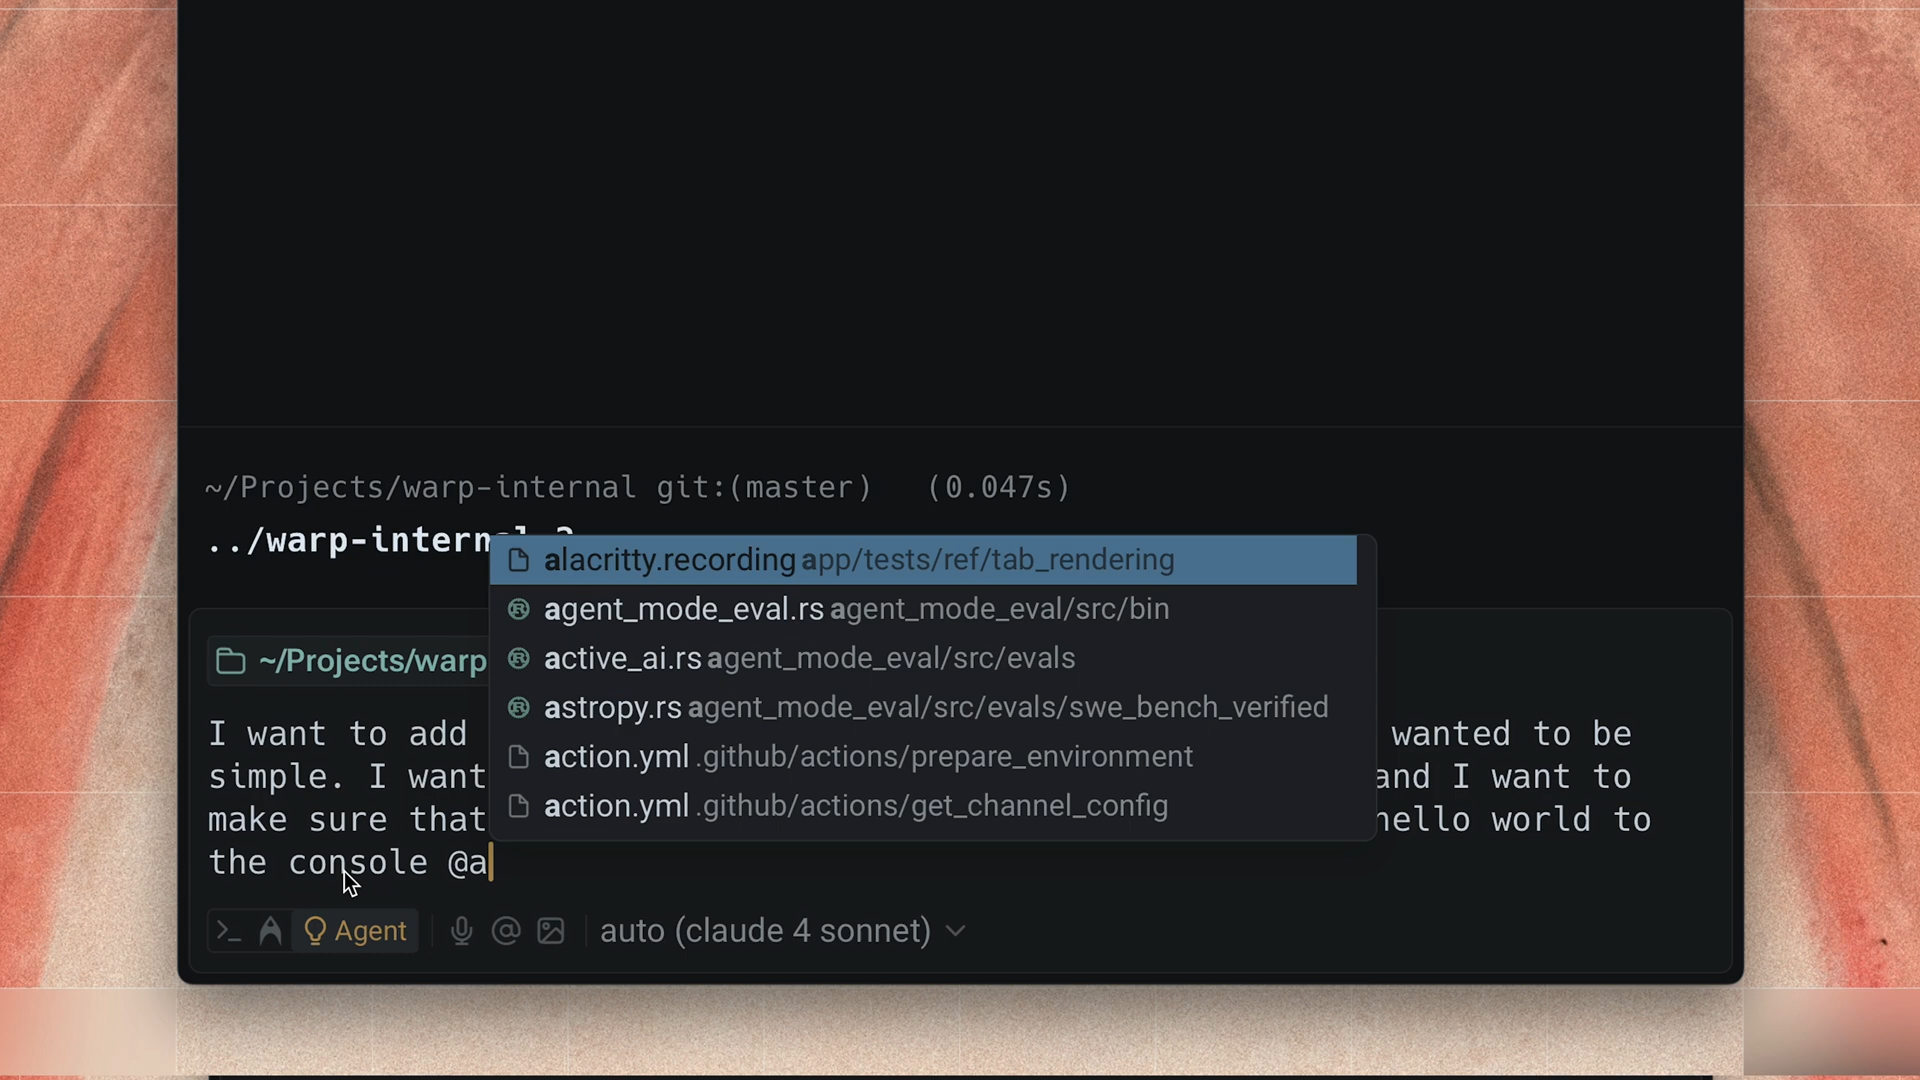 ~/Projects/warp-internal git:(master) (0.047s)
../warp-intern
alacritty.recording app/tests/ref/tab_rendering
agent_mode_eval.rs agent_mode_eval/src/bin
active_ai.rs agent_mode_eval/src/evals
astropy.rs agent_mode_eval/src/evals/swe_bench_verified
action.yml .github/actions/prepare_environment
action.yml .github/actions/get_channel_config
~/Projects/warp
I want to add wanted to be
simple. I want and I want to
make sure that hello world to
the console @a
Agent
auto (claude 4 sonnet)